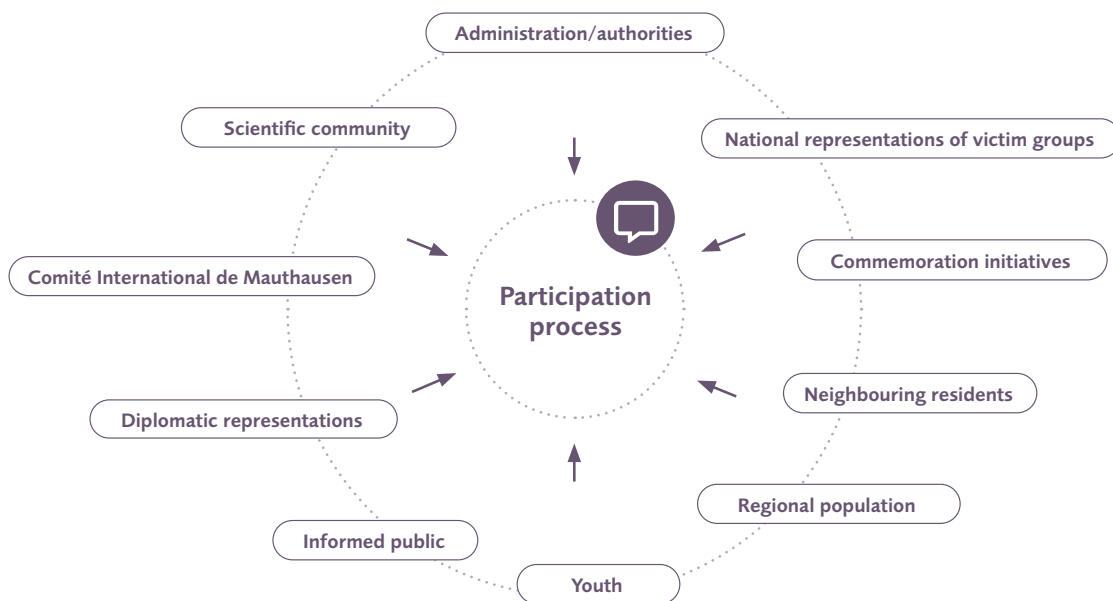 Administration/authorities
Scientific community
National representations of victim groups
Comité International de Mauthausen
Commemoration initiatives
Participation
process
Diplomatic representations
Neighbouring residents
Informed public
Regional population
Youth